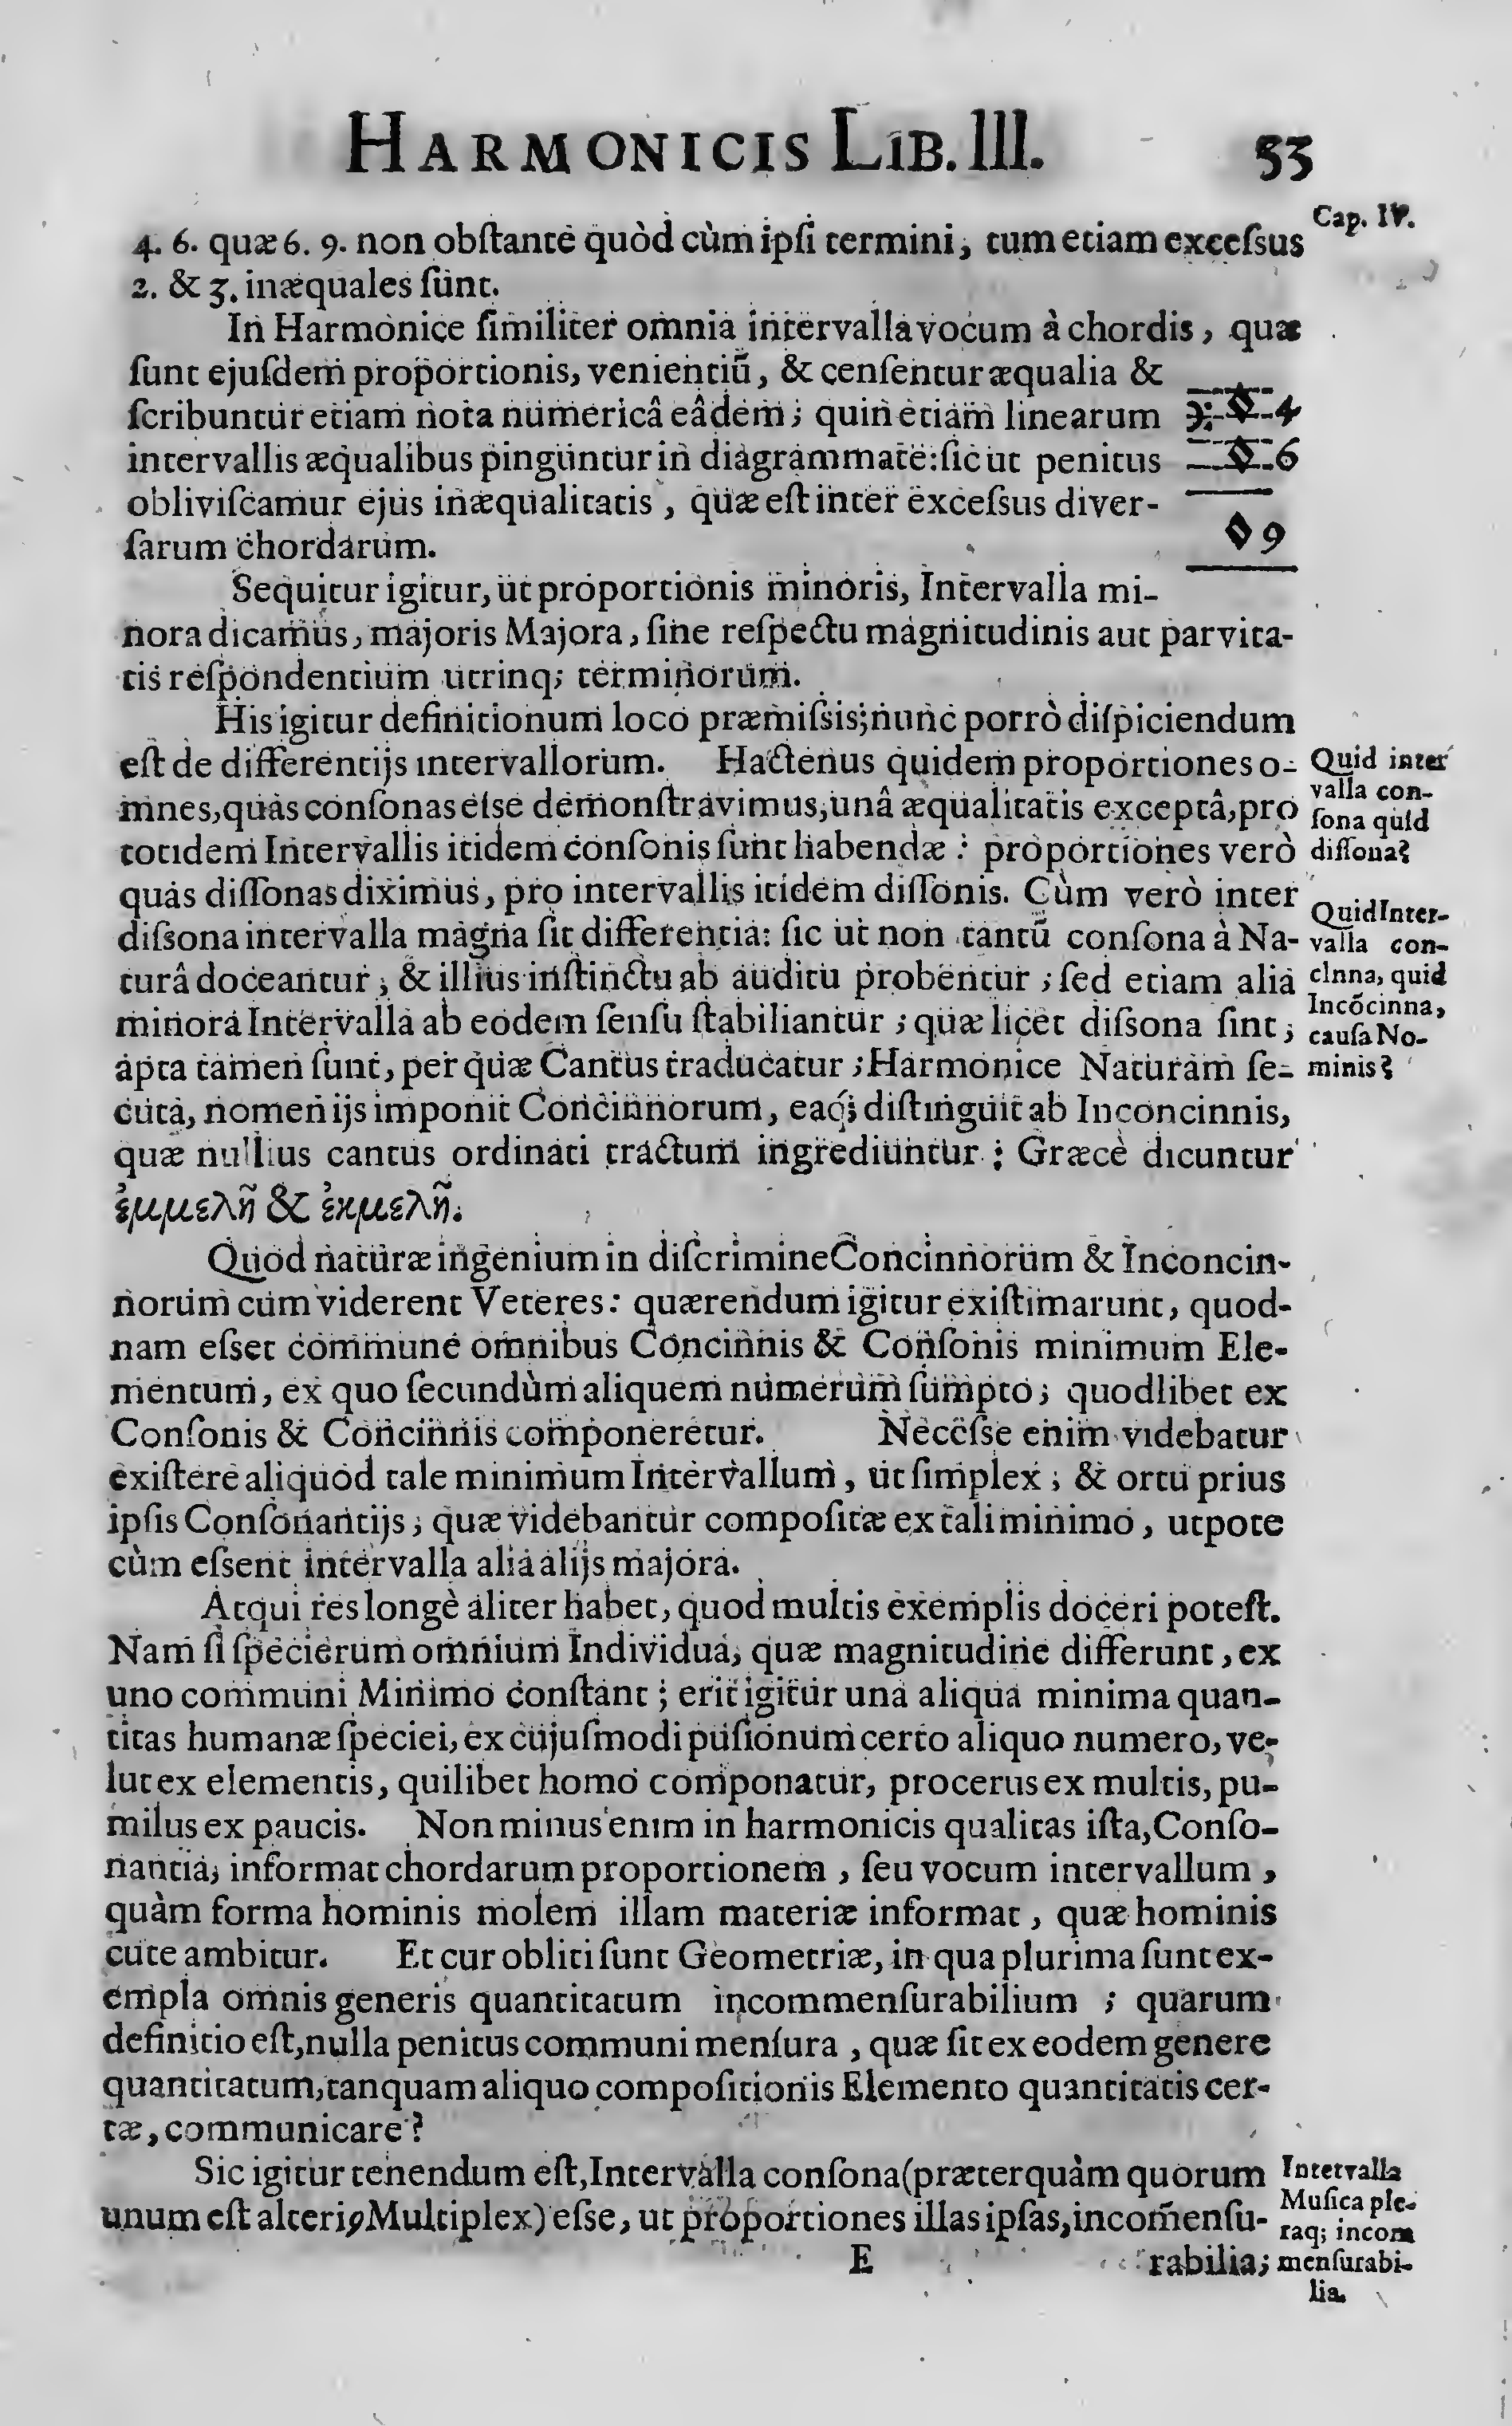 HARMONICIS LIB. III. 53
Cap. IV.
4. 6. quæ 6. 9. non obſtante quòd cùm ipſi termini, tum etiam exceſsus
2. & 3. inæquales ſunt.
In Harmonice ſimiliter omnia intervalla vocum à chordis, quæ
ſunt ejuſdem proportionis, venientiū, & cenſentur æqualia &
ſcribuntur etiam nota numericâ eâdem; quin etiam linearum
intervallis æqualibus pinguntur in diagrammate: ſic ut penitus
obliviſcamur ejus inæqualitatis, quæ eſt inter exceſsus diver-
ſarum chordarum.
4
6
9
Sequitur igitur, ut proportionis minoris, Intervalla mi-
nora dicamus, majoris Majora, ſine reſpectu magnitudinis aut parvita-
tis reſpondentium utrinq; terminorum.
His igitur definitionum loco præmiſsis; nunc porrò diſpiciendum
eſt de differentijs intervallorum. Hactenus quidem proportiones o-
mnes, quas conſonas eſse demonſtravimus, unâ æqualitatis exceptâ, pro
totidem Intervallis itidem conſonis ſunt habendæ: proportiones verò
quas diſſonas diximus, pro intervallis itidem diſſonis. Cùm verò inter
diſsona intervalla magna ſit differentia: ſic ut non tantū conſona à Na-
turâ doceantur, & illius inſtinctu ab auditu probentur; ſed etiam alia
minora Intervalla ab eodem ſenſu ſtabiliantur; quæ licet diſsona ſint,
apta tamen ſunt, per quæ Cantus traducatur; Harmonice Naturam ſe-
cuta, nomen ijs imponit Concinnorum, eaq; diſtinguit ab Inconcinnis,
quæ nullius cantus ordinati tractum ingrediuntur: Græcè dicuntur
ἐμμελῆ & ἐκμελῆ.
Quid inter
valla con-
ſona quid
diſſona?
Quid Inter-
valla con-
cinna, quid
Incōcinna,
cauſa No-
minis?
Quod naturæ ingenium in diſcrimine Concinnorum & Inconcin-
norum cum viderent Veteres: quærendum igitur exiſtimarunt, quod-
nam eſset commune omnibus Concinnis & Conſonis minimum Ele-
mentum, ex quo ſecundùm aliquem numerum ſumpto, quodlibet ex
Conſonis & Concinnis componeretur. Neceſse enim videbatur
exiſtere aliquod tale minimum Intervallum, ut ſimplex, & ortu prius
ipſis Conſonantijs; quæ videbantur compoſitæ ex tali minimo, utpote
cùm eſsent intervalla alia alijs majora.
Atqui res longè aliter habet, quod multis exemplis doceri poteſt.
Nam ſi ſpecierum omnium Individua, quæ magnitudine differunt, ex
uno communi Minimo conſtant; erit igitur una aliqua minima quan-
titas humanæ ſpeciei, ex cujuſmodi puſionum certo aliquo numero, ve-
lut ex elementis, quilibet homo componatur, procerus ex multis, pu-
milus ex paucis. Non minus enim in harmonicis qualitas iſta, Conſo-
nantia, informat chordarum proportionem, ſeu vocum intervallum,
quàm forma hominis molem illam materiæ informat, quæ hominis
cute ambitur. Et cur obliti ſunt Geometriæ, in qua plurima ſunt ex-
empla omnis generis quantitatum incommenſurabilium; quarum
definitio eſt, nulla penitus communi menſura, quæ ſit ex eodem genere
quantitatum, tanquam aliquo compoſitionis Elemento quantitatis cer-
tæ, communicare?
Sic igitur tenendum eſt, Intervalla conſona (præterquàm quorum
unum eſt alteri9 Multiplex) eſse, ut proportiones illas ipſas, incom̄enſu-
E rabilia;
Intervalla
Muſica ple-
raq; incom
menſurabi-
lia.